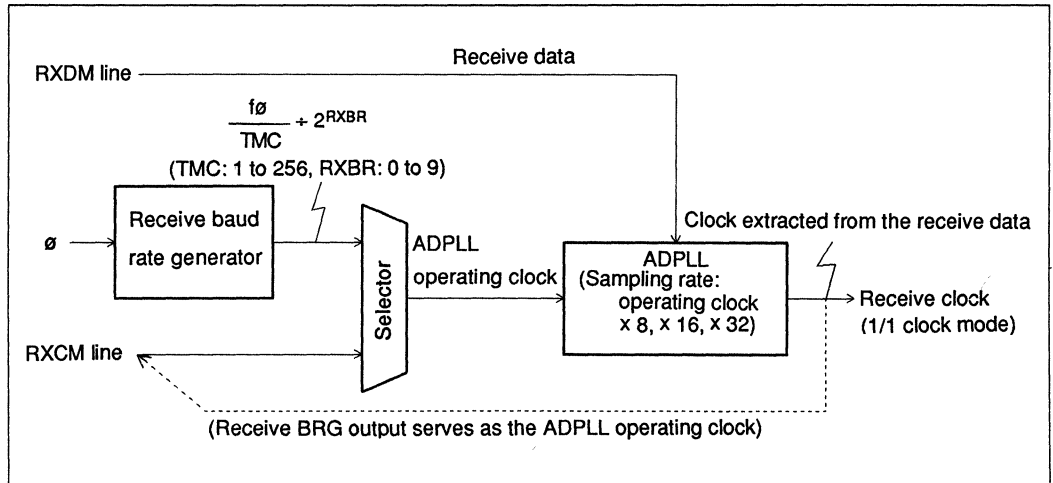 RXDM line
Receive data
fø
TMC
÷ 2^RXBR
(TMC: 1 to 256, RXBR: 0 to 9)
Receive baud
rate generator
ø
Selector
ADPLL
operating clock
Clock extracted from the receive data
ADPLL
(Sampling rate:
operating clock
x 8, x 16, x 32)
Receive clock
(1/1 clock mode)
RXCM line
(Receive BRG output serves as the ADPLL operating clock)